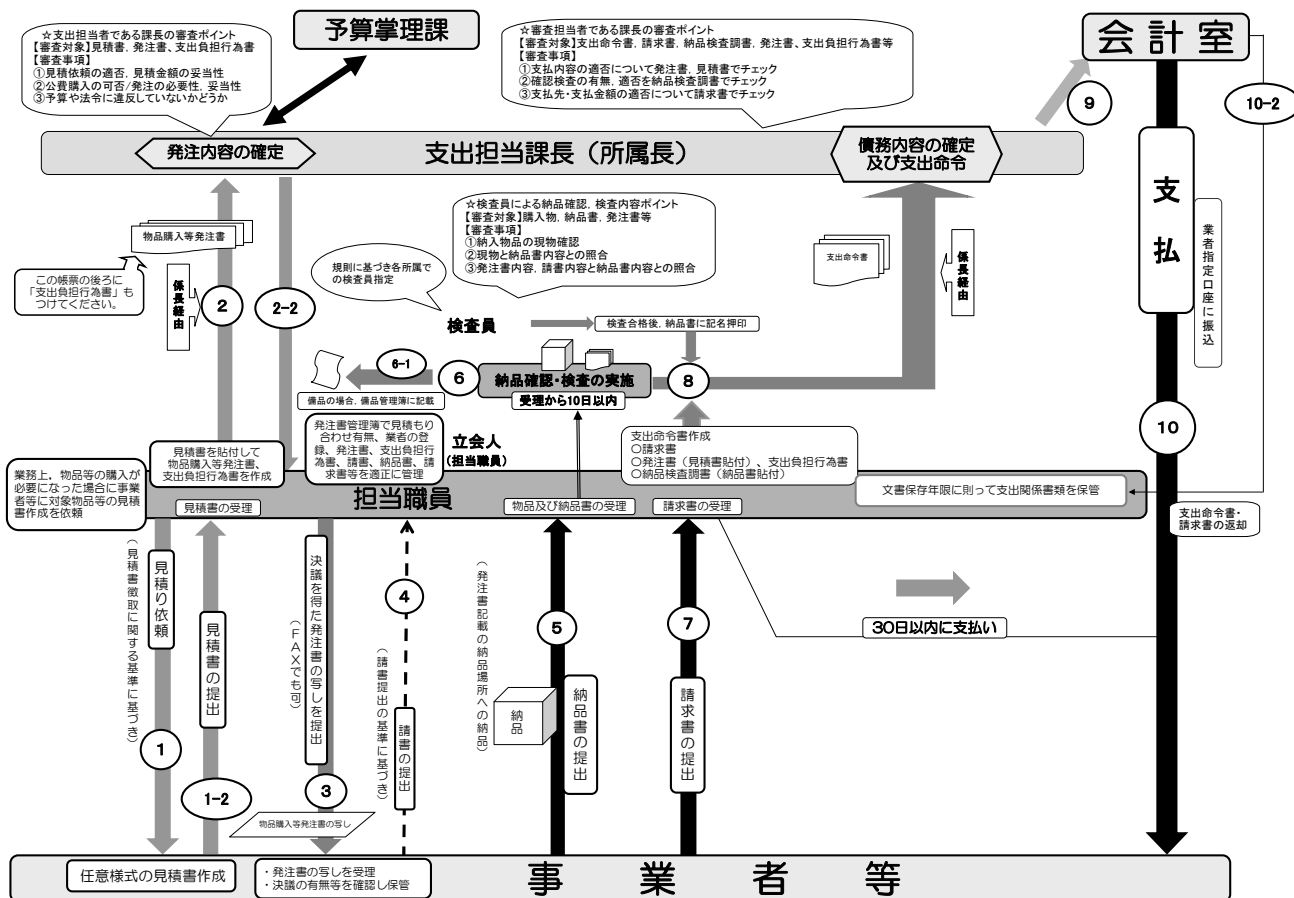 ☆支出担当者である課長の審査ポイント
【審査対象】見積書、発注書、支出負担行為書
【審査事項】
①見積依頼の適否、見積金額の妥当性
②公費購入の可否/発注の必要性、妥当性
③予算や法令に違反していないかどうか
予算掌理課
☆審査担当者である課長の審査ポイント
【審査対象】支出命令書、請求書、納品検査調書、発注書、支出負担行為書等
【審査事項】
①支払内容の適否について発注書、見積書でチェック
②確認検査の有無、適否を納品検査調書でチェック
③支払先・支払金額の適否について請求書でチェック
会計室
9
10-2
発注内容の確定
支出担当課長（所属長）
債務内容の確定
及び支出命令
支払
業者指定口座に振込
物品購入等発注書
この帳票の後ろに
「支出負担行為書」も
つけてください。
係長経由
2
2-2
☆検査員による納品確認、検査内容ポイント
【審査対象】購入物、納品書、発注書等
【審査事項】
①納入物品の現物確認
②現物と納品書内容との照合
③発注書内容、請書内容と納品書内容との照合
規則に基づき各所属で
の検査員指定
支出命令書
係長経由
検査員
検査合格後、納品書に記名押印
6-1
6
納品確認・検査の実施
8
備品の場合、備品管理簿に記載
受理から10日以内
10
見積書を貼付して
物品購入等発注書、
支出負担行為書を作成
発注書管理簿で見積もり
合わせ有無、業者の登
録、発注書、支出負担行
為書、請書、納品書、請
求書等を適正に管理
立会人
（担当職員）
支出命令書作成
○請求書
○発注書（見積書貼付）、支出負担行為書
○納品検査調書（納品書貼付）
業務上，物品等の購入が
必要になった場合に事業
者等に対象物品等の見積
書作成を依頼
見積書の受理
担当職員
物品及び納品書の受理
請求書の受理
文書保存年限に則って支出関係書類を保管
支出命令書・
請求書の返却
（見積書徴取に関する基準に基づき）
見積り依頼
1
見積書の提出
1-2
（FAXでも可）
決議を得た発注書の写しを提出
3
物品購入等発注書の写し
4
（請書提出の基準に基づき）
請書の提出
（発注書記載の納品場所への納品）
5
納品
納品書の提出
7
請求書の提出
30日以内に支払い
任意様式の見積書作成
・発注書の写しを受理
・決議の有無等を確認し保管
事業者等